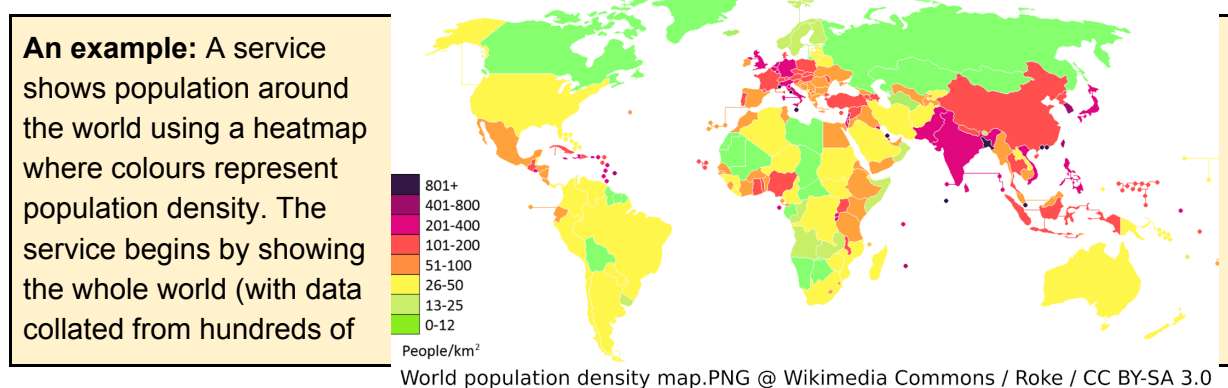 An example: A service
shows population around
the world using a heatmap
where colours represent
population density. The
service begins by showing
the whole world (with data
collated from hundreds of
801+
401-800
201-400
101-200
51-100
26-50
13-25
0-12
People/km²
World population density map.PNG @ Wikimedia Commons / Roke / CC BY-SA 3.0